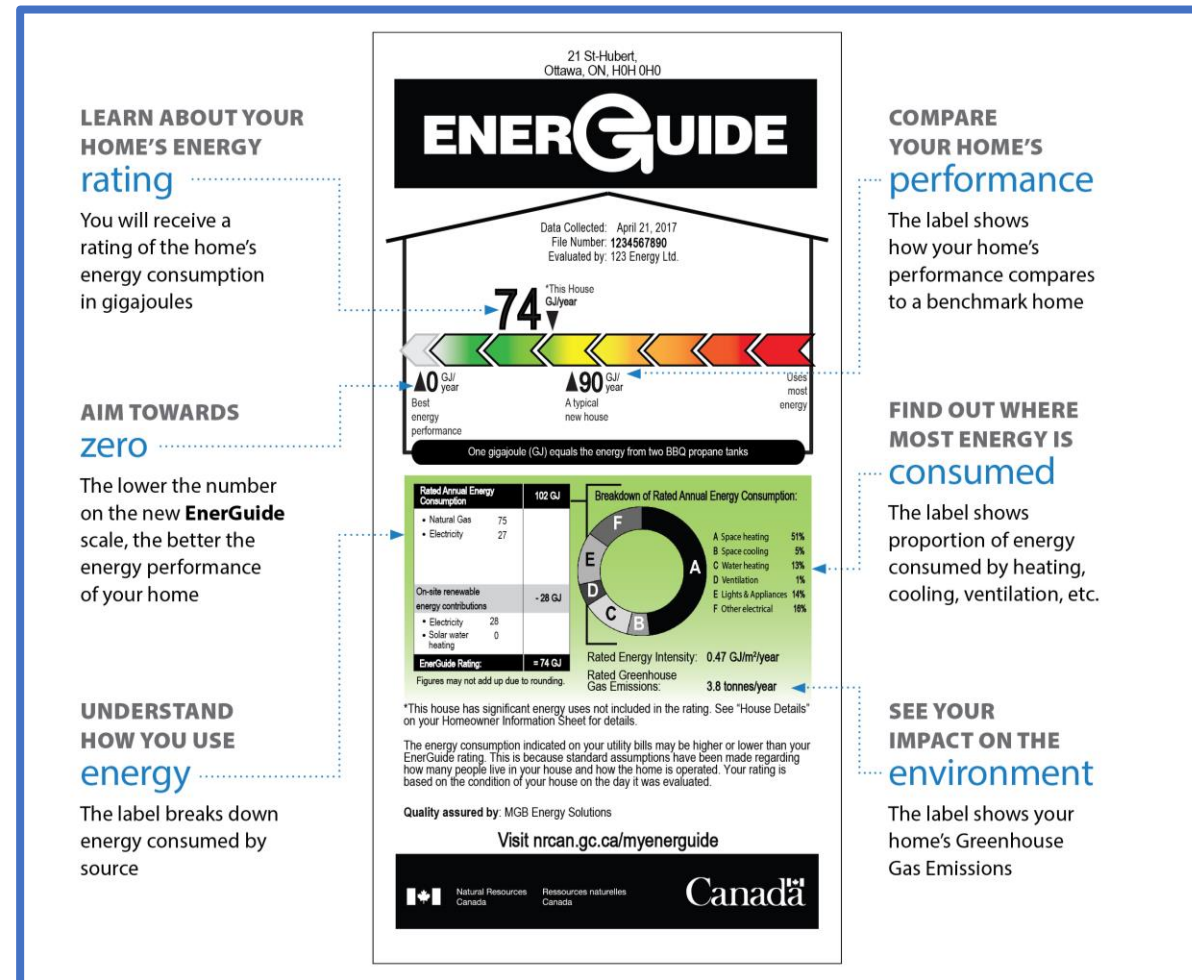 LEARN ABOUT YOUR
HOME'S ENERGY
rating
You will receive a
rating of the home's
energy consumption
in gigajoules
AIM TOWARDS
zero
The lower the number
on the new EnerGuide
scale, the better the
energy performance
of your home
UNDERSTAND
HOW YOU USE
energy
The label breaks down
energy consumed by
source
21 St-Hubert,
Ottawa, ON, H0H 0H0
ENERGUIDE
Data Collected: April 21, 2017
File Number: 1234567890
Evaluated by: 123 Energy Ltd.
74 *This House
GJ/year
0 GJ/
year
Best
energy
performance
90 GJ/
year
A typical
new house
Uses
most
energy
One gigajoule (GJ) equals the energy from two BBQ propane tanks
Rated Annual Energy
Consumption 102 GJ
• Natural Gas 75
• Electricity 27
On-site renewable
energy contributions - 28 GJ
• Electricity 28
• Solar water
heating 0
EnerGuide Rating: = 74 GJ
Figures may not add up due to rounding.
Breakdown of Rated Annual Energy Consumption:
F
E
D
C
B
A
A Space heating 51%
B Space cooling 5%
C Water heating 13%
D Ventilation 1%
E Lights & Appliances 14%
F Other electrical 16%
Rated Energy Intensity: 0.47 GJ/m²/year
Rated Greenhouse
Gas Emissions: 3.8 tonnes/year
*This house has significant energy uses not included in the rating. See “House Details”
on your Homeowner Information Sheet for details.
The energy consumption indicated on your utility bills may be higher or lower than your
EnerGuide rating. This is because standard assumptions have been made regarding
how many people live in your house and how the home is operated. Your rating is
based on the condition of your house on the day it was evaluated.
Quality assured by: MGB Energy Solutions
Visit nrcan.gc.ca/myenerguide
Natural Resources Ressources naturelles
Canada Canada
Canada
COMPARE
YOUR HOME'S
performance
The label shows
how your home's
performance compares
to a benchmark home
FIND OUT WHERE
MOST ENERGY IS
consumed
The label shows
proportion of energy
consumed by heating,
cooling, ventilation, etc.
SEE YOUR
IMPACT ON THE
environment
The label shows your
home's Greenhouse
Gas Emissions